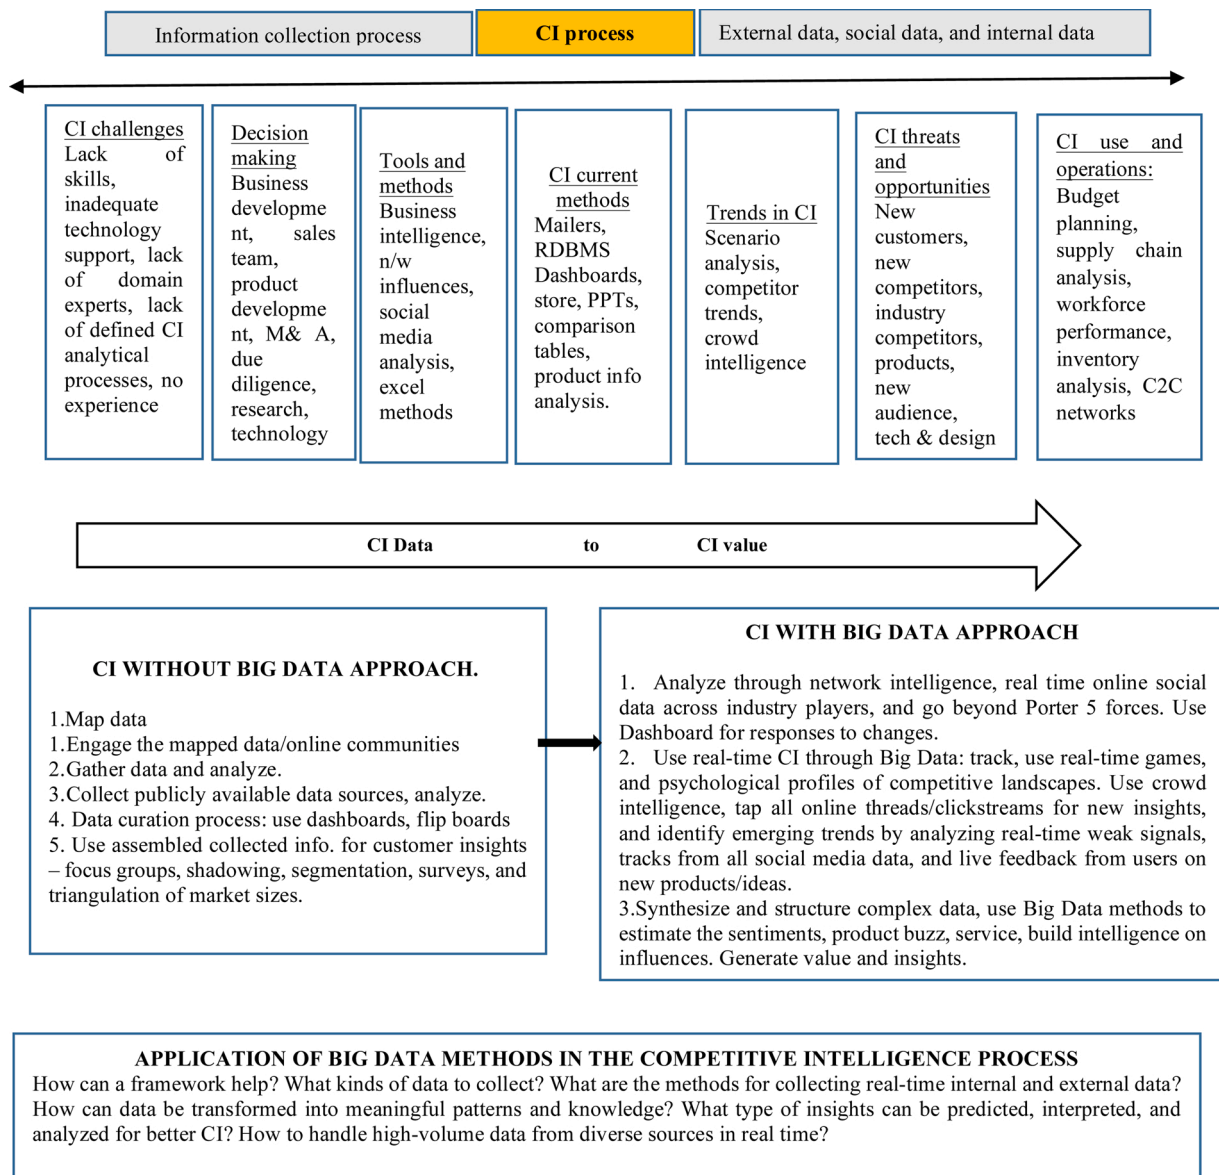 Information collection process
CI process
External data, social data, and internal data
CI challenges
Lack of
skills,
inadequate
technology
support, lack
of domain
experts, lack
of defined CI
analytical
processes, no
experience
Decision
making
Business
developme
nt, sales
team,
product
developme
nt, M& A,
due
diligence,
research,
technology
Tools and
methods
Business
intelligence,
n/w
influences,
social
media
analysis,
excel
methods
CI current
methods
Mailers,
RDBMS
Dashboards,
store, PPTs,
comparison
tables,
product info
analysis.
Trends in CI
Scenario
analysis,
competitor
trends,
crowd
intelligence
CI threats
and
opportunities
New
customers,
new
competitors,
industry
competitors,
products,
new
audience,
tech & design
CI use and
operations:
Budget
planning,
supply chain
analysis,
workforce
performance,
inventory
analysis, C2C
networks
CI Data to CI value
CI WITHOUT BIG DATA APPROACH.
1.Map data
1.Engage the mapped data/online communities
2.Gather data and analyze.
3.Collect publicly available data sources, analyze.
4. Data curation process: use dashboards, flip boards
5. Use assembled collected info. for customer insights
– focus groups, shadowing, segmentation, surveys, and
triangulation of market sizes.
CI WITH BIG DATA APPROACH
1. Analyze through network intelligence, real time online social
data across industry players, and go beyond Porter 5 forces. Use
Dashboard for responses to changes.
2. Use real-time CI through Big Data: track, use real-time games,
and psychological profiles of competitive landscapes. Use crowd
intelligence, tap all online threads/clickstreams for new insights,
and identify emerging trends by analyzing real-time weak signals,
tracks from all social media data, and live feedback from users on
new products/ideas.
3.Synthesize and structure complex data, use Big Data methods to
estimate the sentiments, product buzz, service, build intelligence on
influences. Generate value and insights.
APPLICATION OF BIG DATA METHODS IN THE COMPETITIVE INTELLIGENCE PROCESS
How can a framework help? What kinds of data to collect? What are the methods for collecting real-time internal and external data?
How can data be transformed into meaningful patterns and knowledge? What type of insights can be predicted, interpreted, and
analyzed for better CI? How to handle high-volume data from diverse sources in real time?